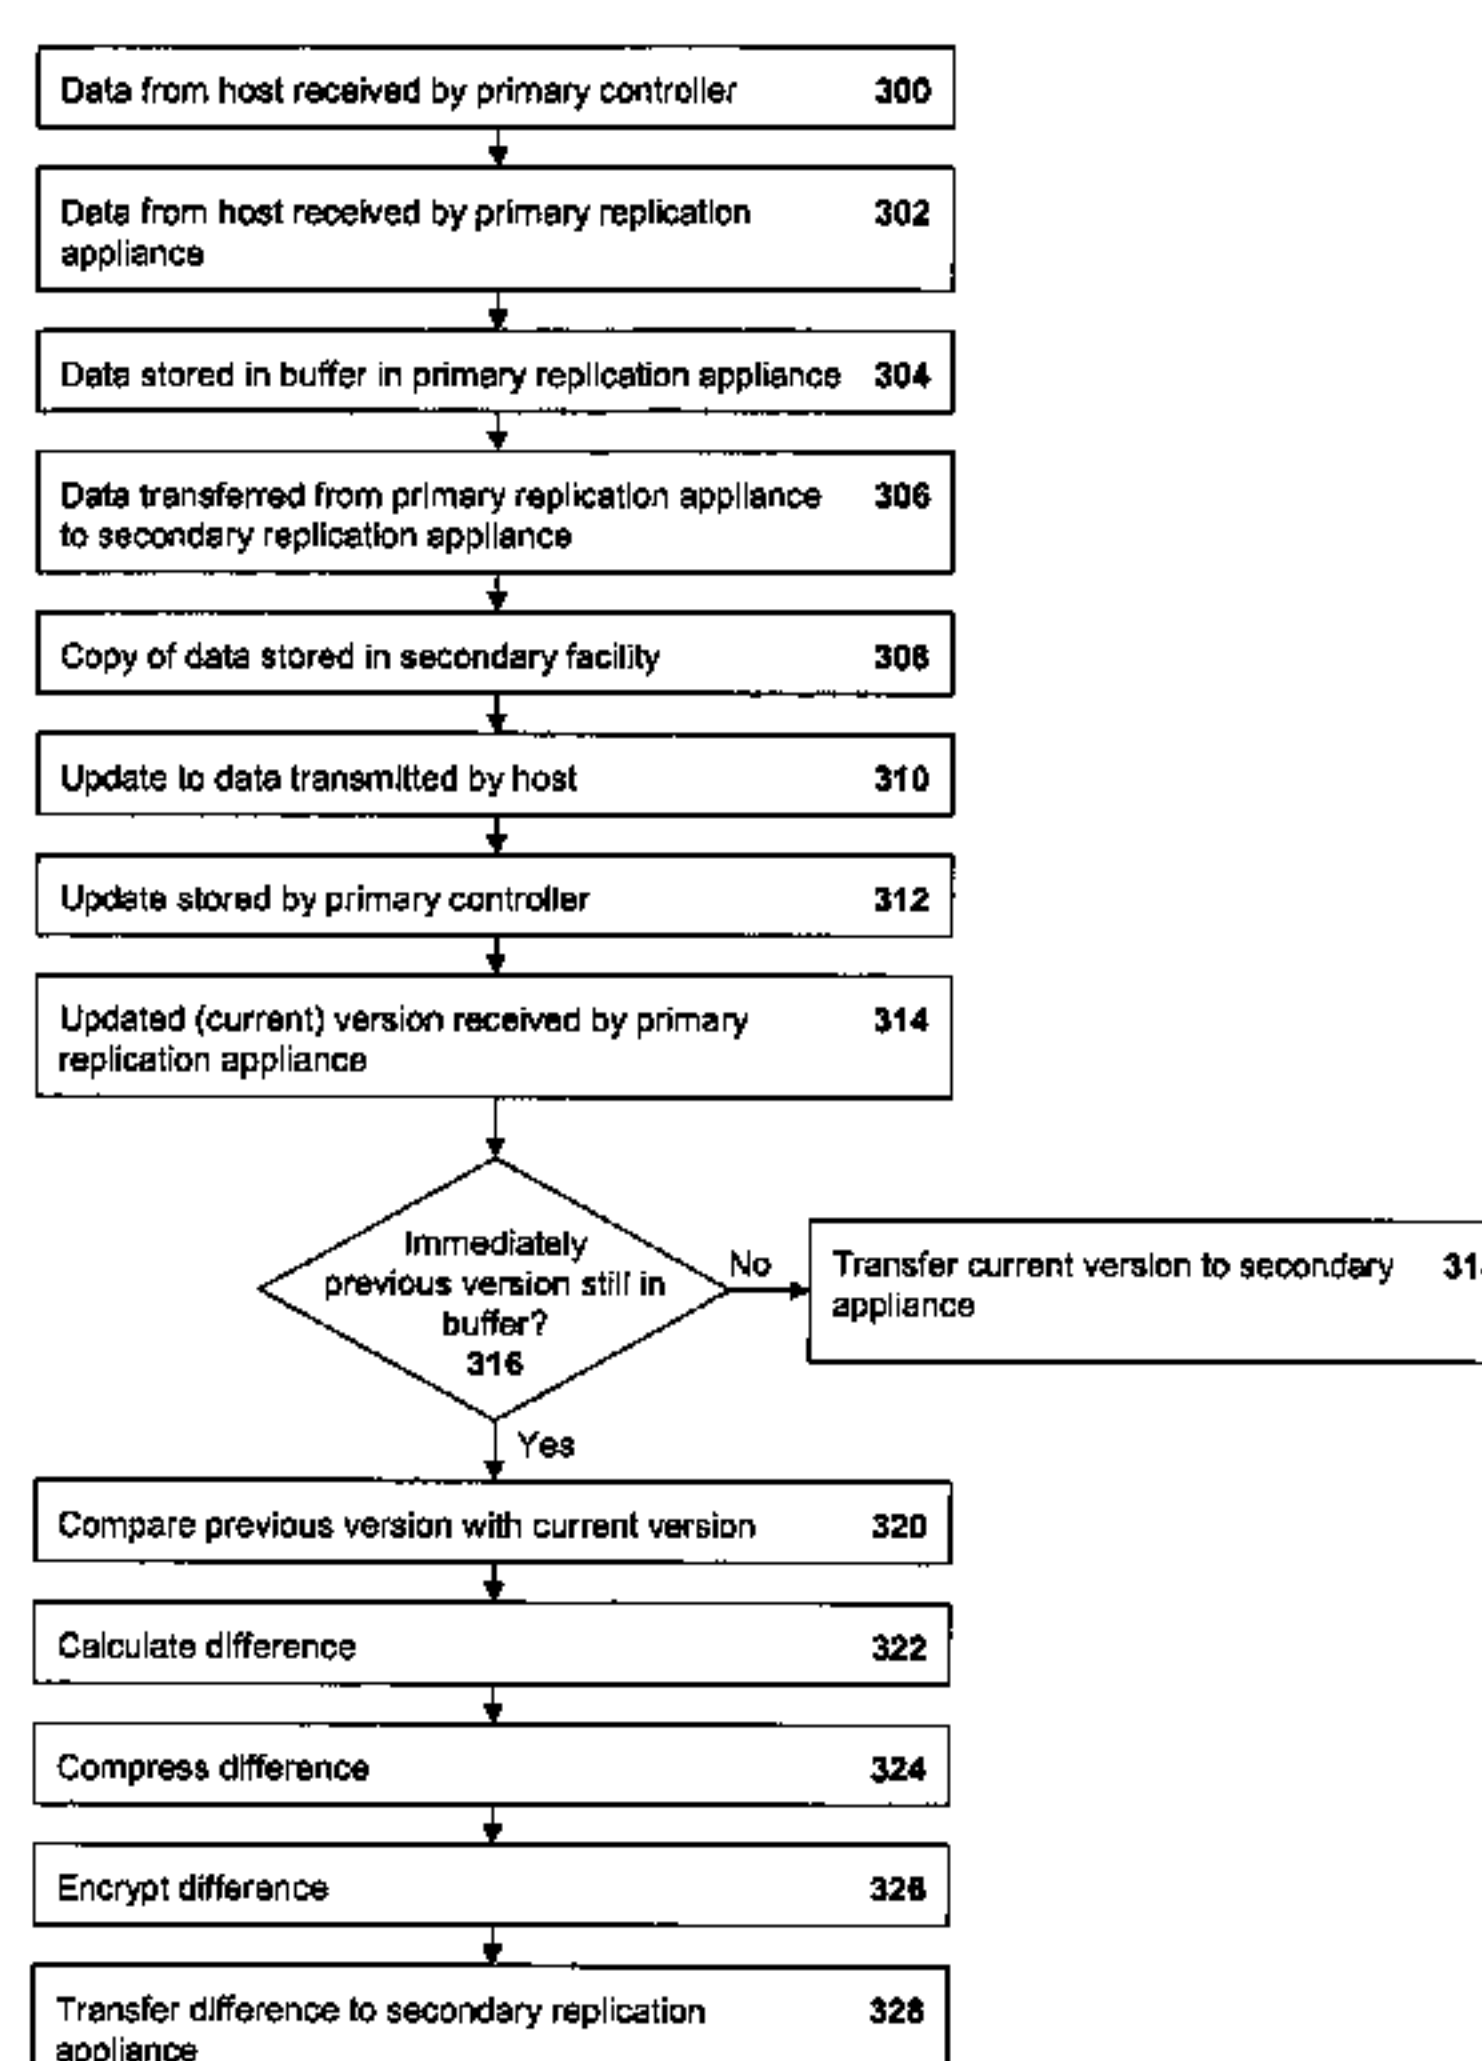 Data from host received by primary controller 300
Data from host received by primary replication 302
appliance
Data stored in buffer in primary replication appliance 304
Data transferred from primary replication appliance 306
to secondary replication appliance
Copy of data stored in secondary facility 308
Update to data transmitted by host 310
Update stored by primary controller 312
Updated (current) version received by primary 314
replication appliance
Immediately
previous version still in
buffer?
316
No
Transfer current version to secondary
appliance
Yes
Compare previous version with current version 320
Calculate difference 322
Compress difference 324
Encrypt difference 326
Transfer difference to secondary replication 328
appliance